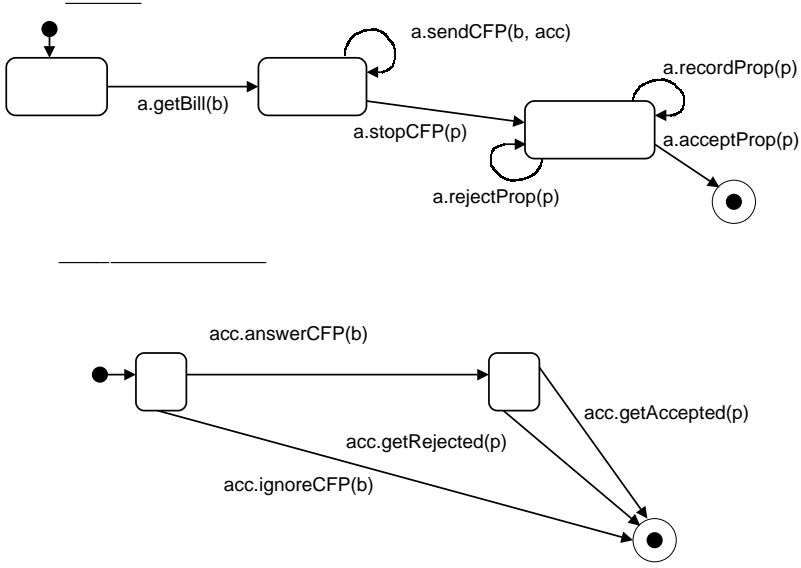 a.sendCFP(b, acc)
a.recordProp(p)
a.getBill(b)
a.stopCFP(p)
a.acceptProp(p)
a.rejectProp(p)
acc.answerCFP(b)
acc.getAccepted(p)
acc.getRejected(p)
acc.ignoreCFP(b)